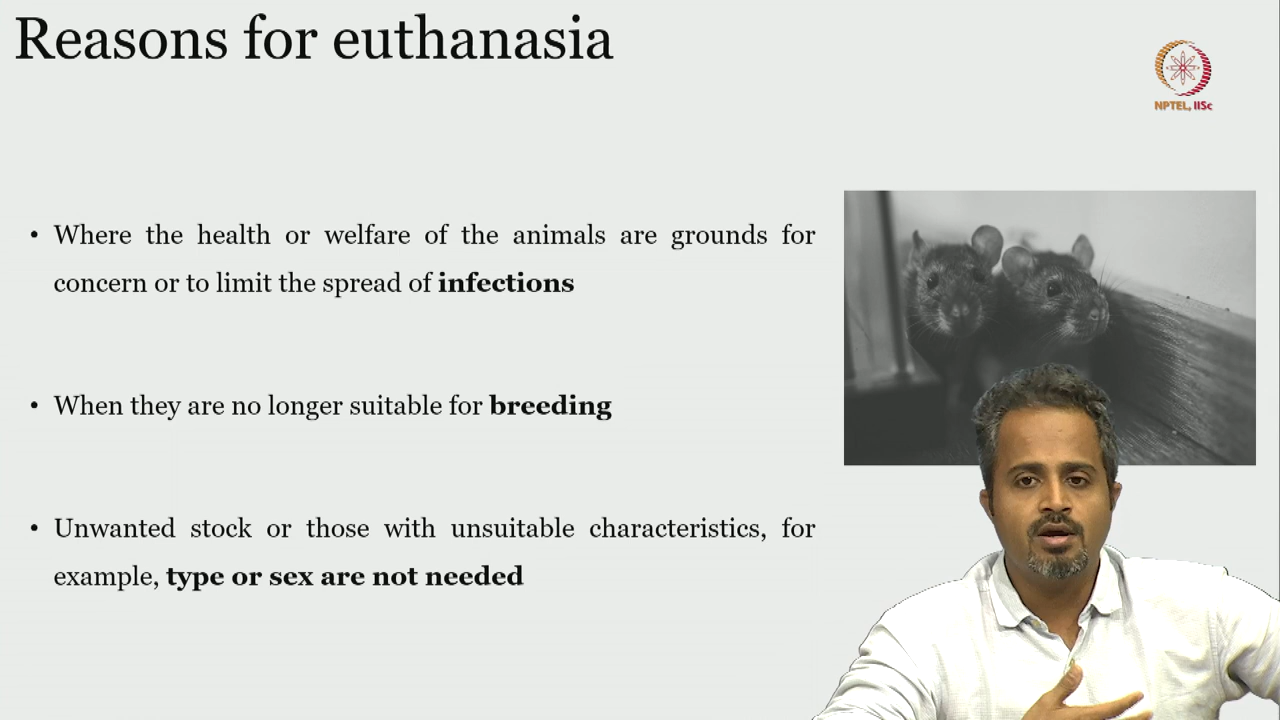 Reasons for euthanasia
NPTEL, IISc
• Where the health or welfare of the animals are grounds for
concern or to limit the spread of infections
• When they are no longer suitable for breeding
• Unwanted stock or those with unsuitable characteristics, for
example, type or sex are not needed